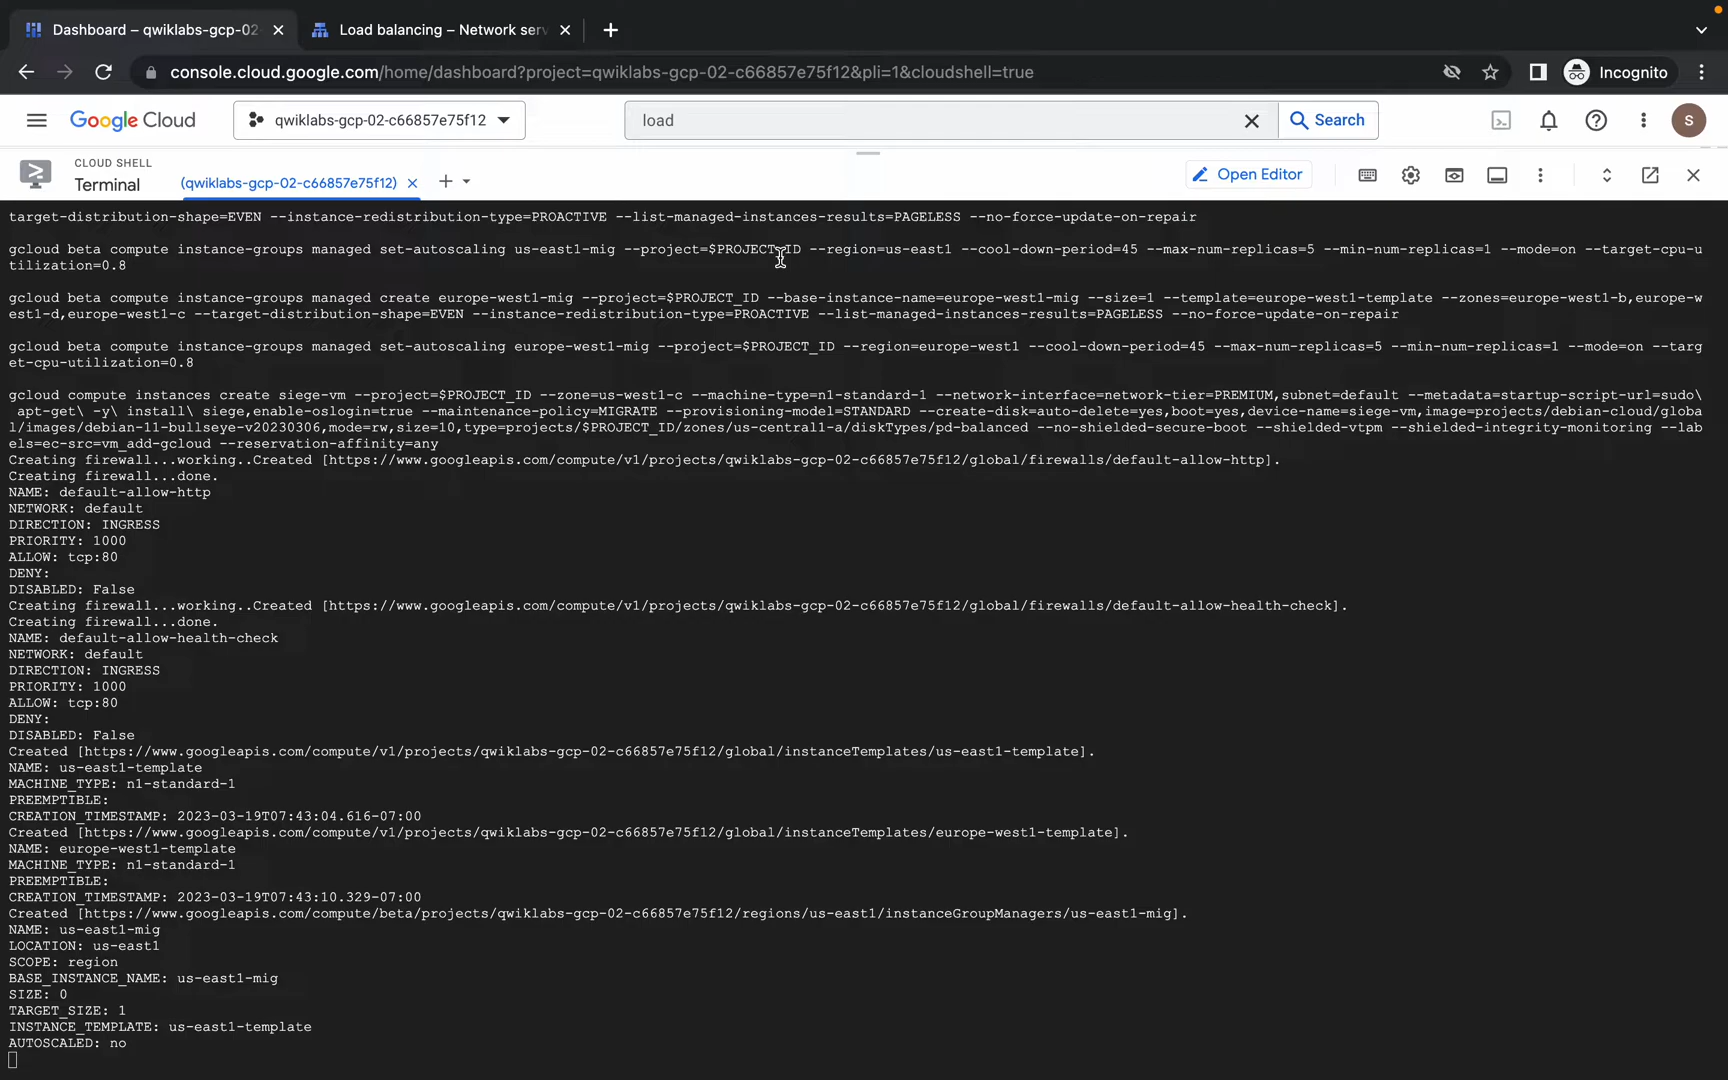 Dashboard – qwiklabs-gcp-02
Load balancing – Network serv
console.cloud.google.com/home/dashboard?project=qwiklabs-gcp-02-c66857e75f12&pli=1&cloudshell=true
Incognito
Google Cloud
qwiklabs-gcp-02-c66857e75f12
load
Search
S
CLOUD SHELL
Terminal
(qwiklabs-gcp-02-c66857e75f12)
Open Editor
target-distribution-shape=EVEN --instance-redistribution-type=PROACTIVE --list-managed-instances-results=PAGELESS --no-force-update-on-repair
gcloud beta compute instance-groups managed set-autoscaling us-east1-mig --project=$PROJECT_ID --region=us-east1 --cool-down-period=45 --max-num-replicas=5 --min-num-replicas=1 --mode=on --target-cpu-u
tilization=0.8
gcloud beta compute instance-groups managed create europe-west1-mig --project=$PROJECT_ID --base-instance-name=europe-west1-mig --size=1 --template=europe-west1-template --zones=europe-west1-b,europe-w
est1-d,europe-west1-c --target-distribution-shape=EVEN --instance-redistribution-type=PROACTIVE --list-managed-instances-results=PAGELESS --no-force-update-on-repair
gcloud beta compute instance-groups managed set-autoscaling europe-west1-mig --project=$PROJECT_ID --region=europe-west1 --cool-down-period=45 --max-num-replicas=5 --min-num-replicas=1 --mode=on --targ
et-cpu-utilization=0.8
gcloud compute instances create siege-vm --project=$PROJECT_ID --zone=us-west1-c --machine-type=n1-standard-1 --network-interface=network-tier=PREMIUM,subnet=default --metadata=startup-script-url=sudo\
 apt-get\ -y\ install\ siege,enable-oslogin=true --maintenance-policy=MIGRATE --provisioning-model=STANDARD --create-disk=auto-delete=yes,boot=yes,device-name=siege-vm,image=projects/debian-cloud/globa
l/images/debian-11-bullseye-v20230306,mode=rw,size=10,type=projects/$PROJECT_ID/zones/us-central1-a/diskTypes/pd-balanced --no-shielded-secure-boot --shielded-vtpm --shielded-integrity-monitoring --lab
els=ec-src=vm_add-gcloud --reservation-affinity=any
Creating firewall...working..Created [https://www.googleapis.com/compute/v1/projects/qwiklabs-gcp-02-c66857e75f12/global/firewalls/default-allow-http].
Creating firewall...done.
NAME: default-allow-http
NETWORK: default
DIRECTION: INGRESS
PRIORITY: 1000
ALLOW: tcp:80
DENY:
DISABLED: False
Creating firewall...working..Created [https://www.googleapis.com/compute/v1/projects/qwiklabs-gcp-02-c66857e75f12/global/firewalls/default-allow-health-check].
Creating firewall...done.
NAME: default-allow-health-check
NETWORK: default
DIRECTION: INGRESS
PRIORITY: 1000
ALLOW: tcp:80
DENY:
DISABLED: False
Created [https://www.googleapis.com/compute/v1/projects/qwiklabs-gcp-02-c66857e75f12/global/instanceTemplates/us-east1-template].
NAME: us-east1-template
MACHINE_TYPE: n1-standard-1
PREEMPTIBLE:
CREATION_TIMESTAMP: 2023-03-19T07:43:04.616-07:00
Created [https://www.googleapis.com/compute/v1/projects/qwiklabs-gcp-02-c66857e75f12/global/instanceTemplates/europe-west1-template].
NAME: europe-west1-template
MACHINE_TYPE: n1-standard-1
PREEMPTIBLE:
CREATION_TIMESTAMP: 2023-03-19T07:43:10.329-07:00
Created [https://www.googleapis.com/compute/beta/projects/qwiklabs-gcp-02-c66857e75f12/regions/us-east1/instanceGroupManagers/us-east1-mig].
NAME: us-east1-mig
LOCATION: us-east1
SCOPE: region
BASE_INSTANCE_NAME: us-east1-mig
SIZE: 0
TARGET_SIZE: 1
INSTANCE_TEMPLATE: us-east1-template
AUTOSCALED: no